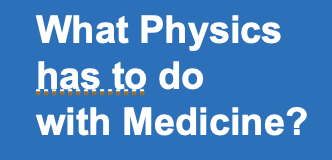 What Physics
has to do
with Medicine?